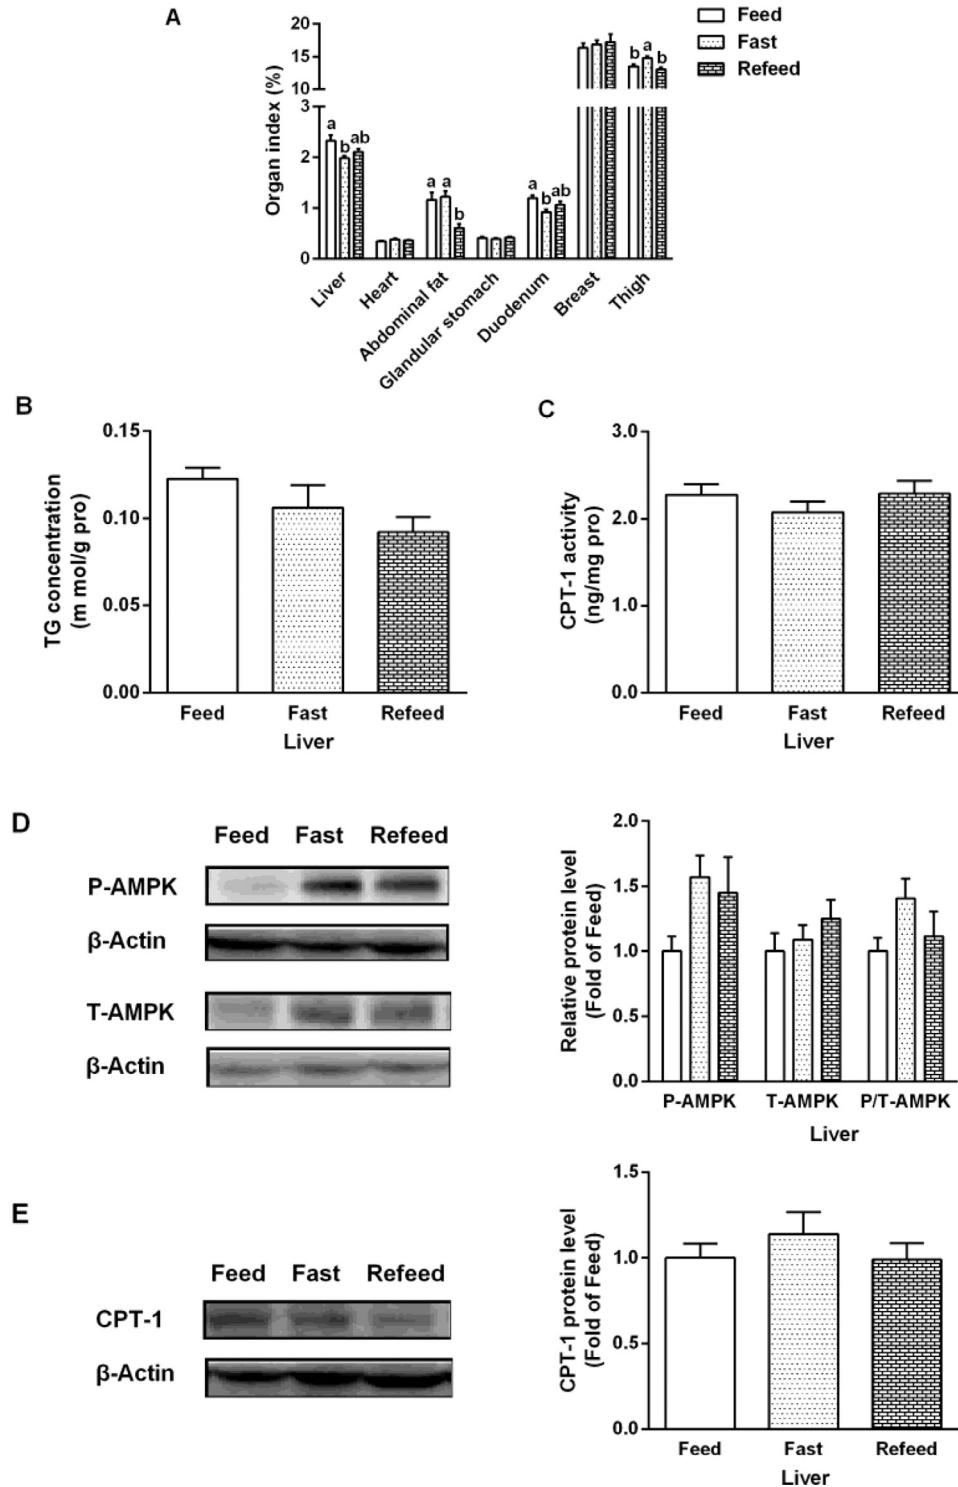 A
Organ index (%)
20
15
10
3
2
1
0
a
b
ab
a
a
b
a
b
ab
b
a
b
Feed
Fast
Refeed
Liver
Heart
Abdominal fat
Glandular stomach
Duodenum
Breast
Thigh
B
TG concentration
(m mol/g pro)
0.15
0.10
0.05
0.00
Feed Fast Refeed
Liver
C
CPT-1 activity
(ng/mg pro)
3.0
2.0
1.0
0.0
Feed Fast Refeed
Liver
D
Feed Fast Refeed
P-AMPK
β-Actin
T-AMPK
β-Actin
Relative protein level
(Fold of Feed)
2.0
1.5
1.0
0.5
0.0
P-AMPK T-AMPK P/T-AMPK
Liver
E
Feed Fast Refeed
CPT-1
β-Actin
CPT-1 protein level
(Fold of Feed)
1.5
1.0
0.5
0.0
Feed Fast Refeed
Liver